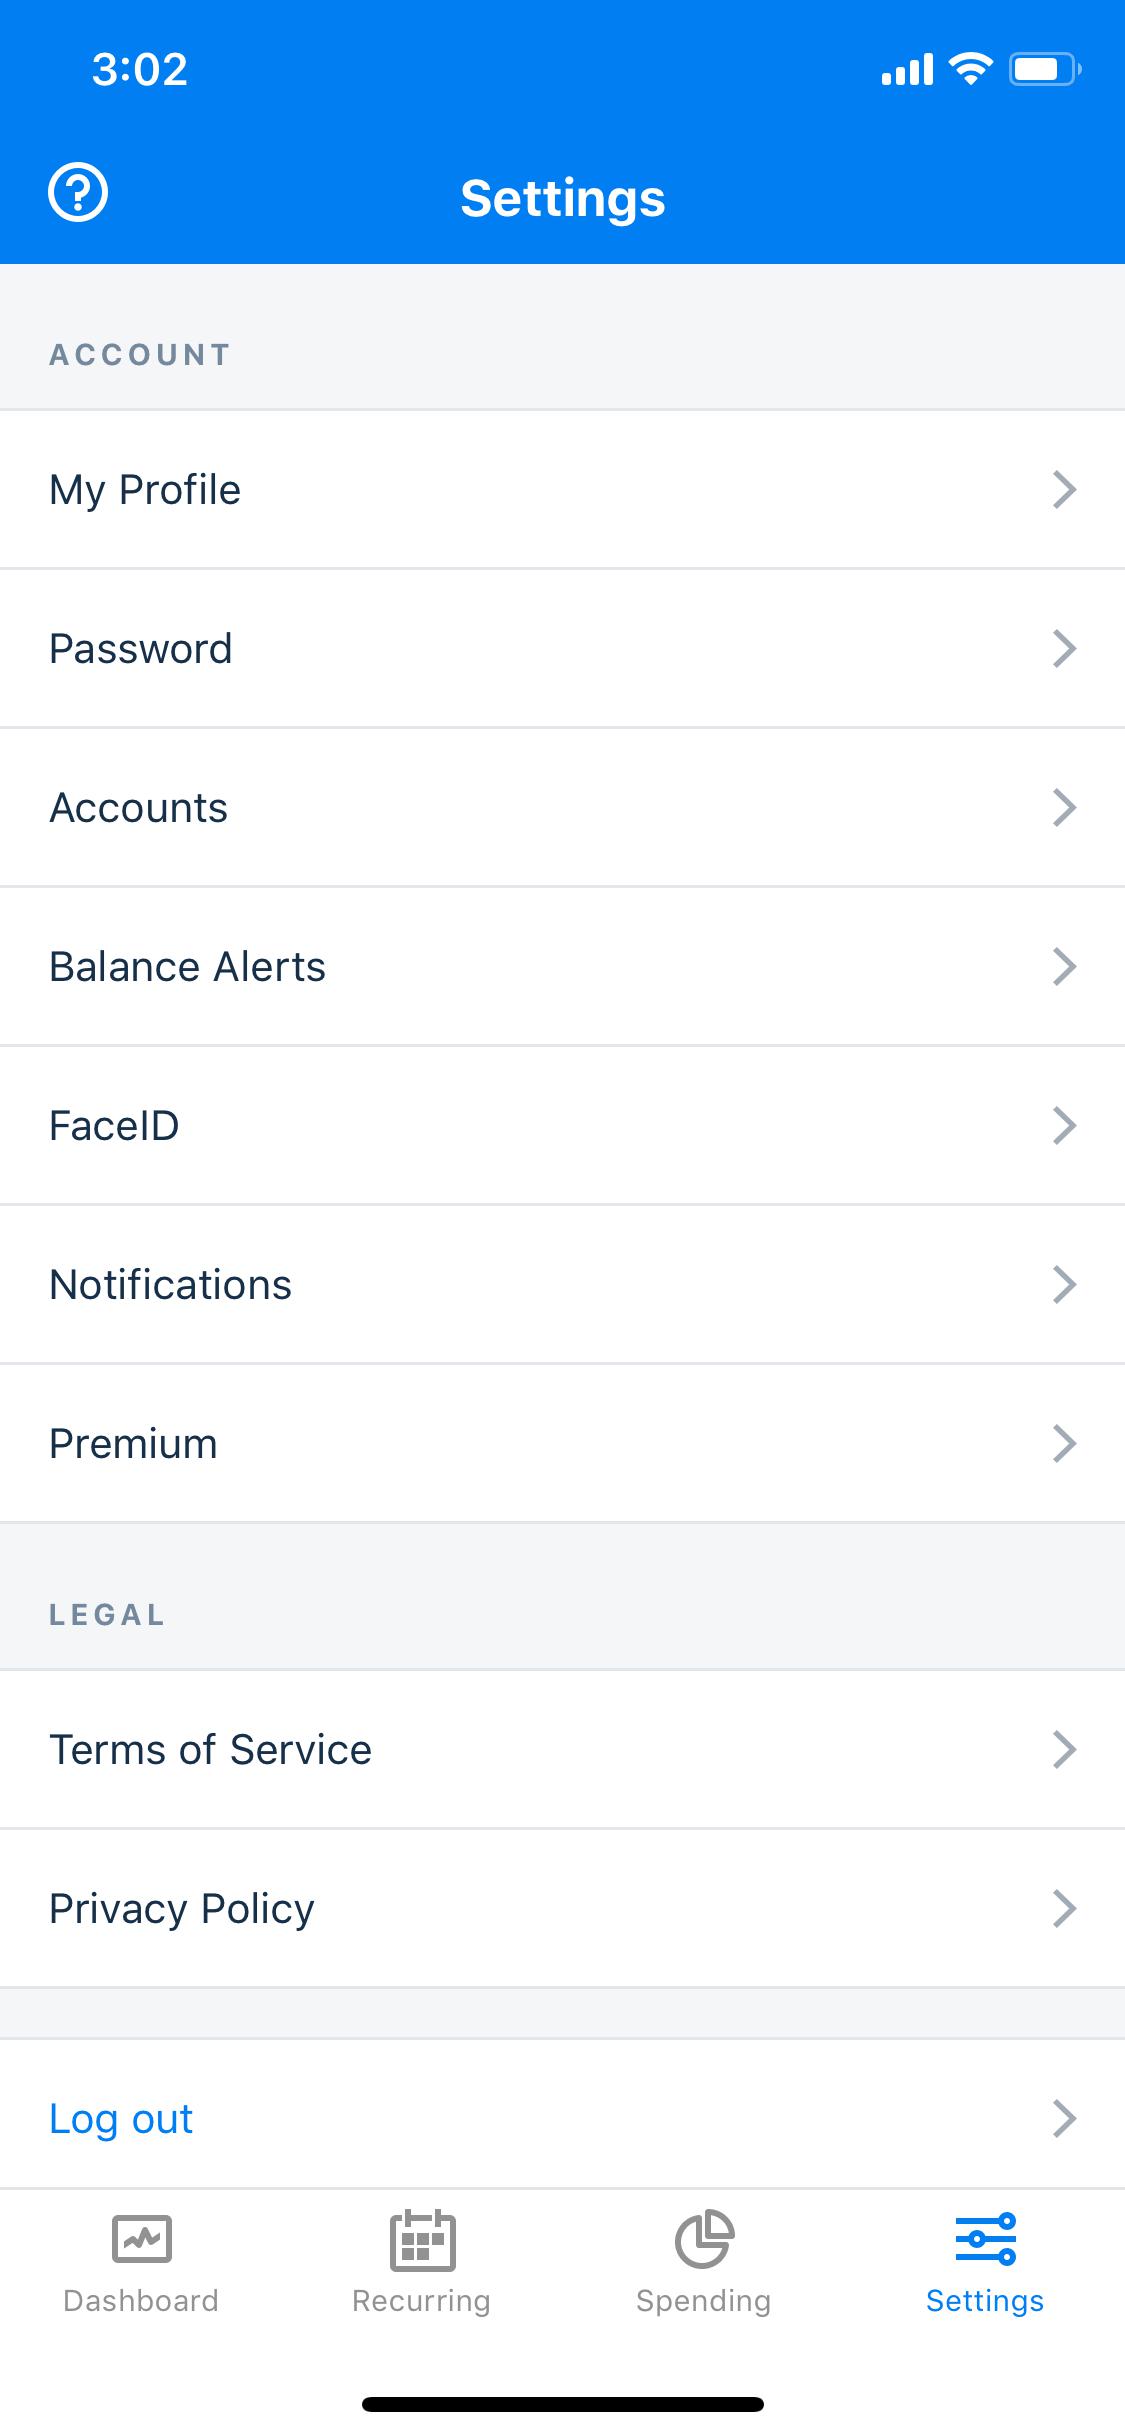 3:02
Settings
ACCOUNT
My Profile
Password
Accounts
Balance Alerts
FaceID
Notifications
Premium
LEGAL
Terms of Service
Privacy Policy
Log out
Dashboard
Recurring
Spending
Settings